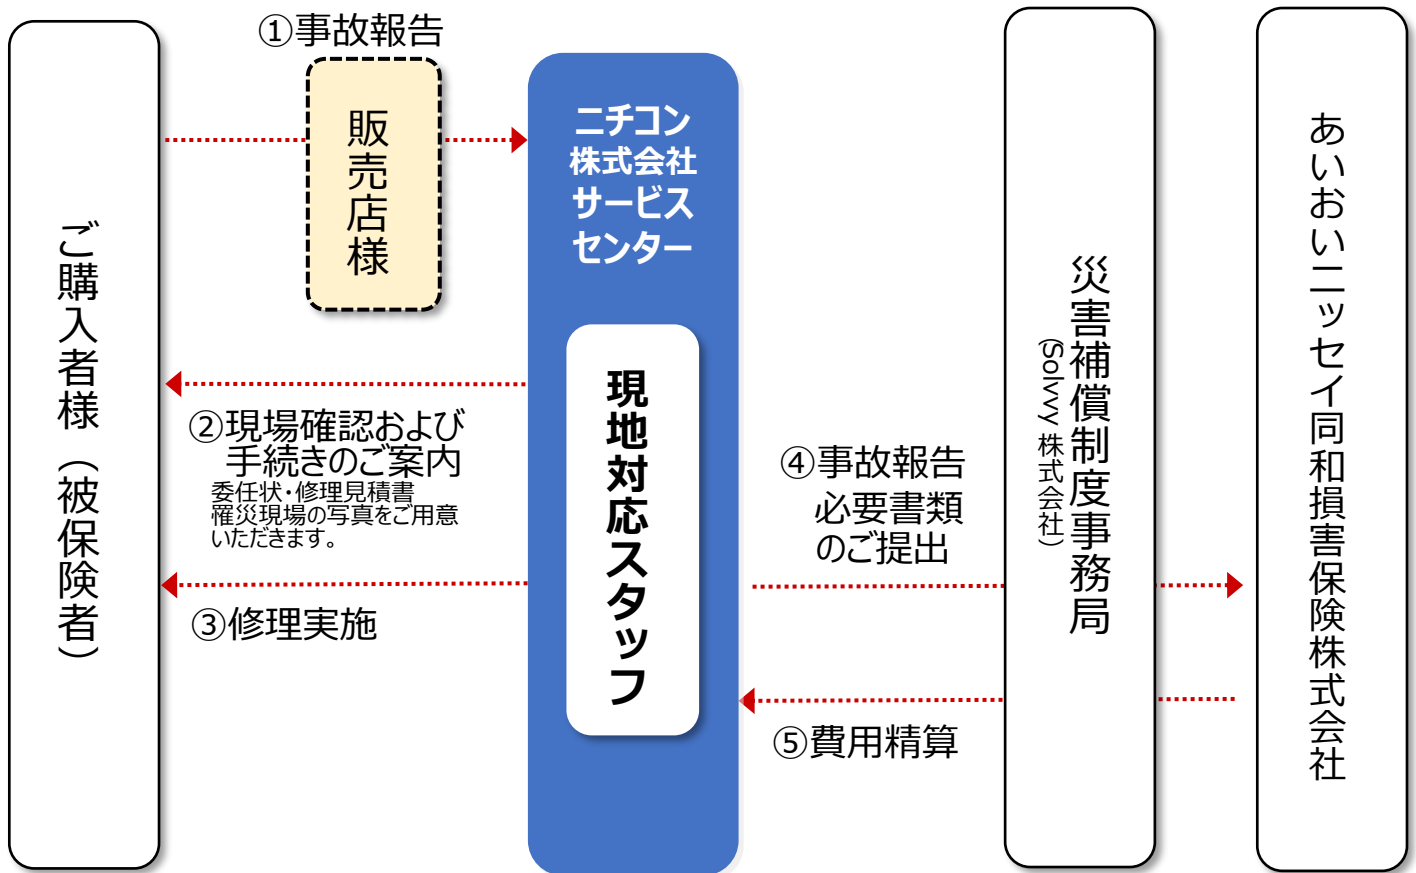 ①事故報告
販売店様
ご購入者様（被保険者）
ニチコン
株式会社
サービス
センター
現地対応スタッフ
②現場確認および
手続きのご案内
委任状・修理見積書
罹災現場の写真をご用意
いただきます。
③修理実施
④事故報告
必要書類
のご提出
⑤費用精算
災害補償制度事務局
(Solvvy 株式会社）
あいおいニッセイ同和損害保険株式会社